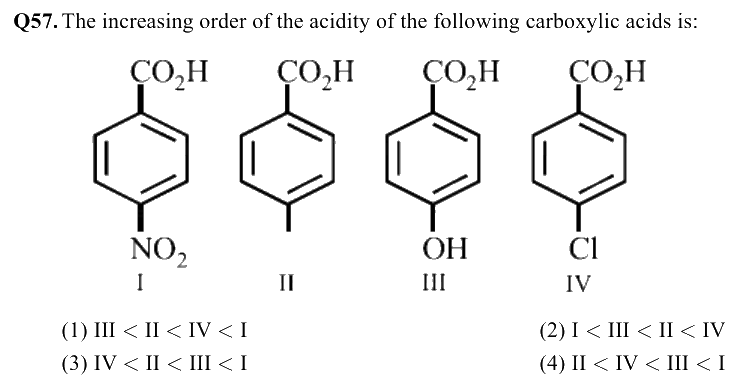 Q57. The increasing order of the acidity of the following carboxylic acids is:
CO₂H CO₂H CO₂H CO₂H
NO₂ OH Cl
I II III IV
(1) III < II < IV < I (2) I < III < II < IV
(3) IV < II < III < I (4) II < IV < III < I